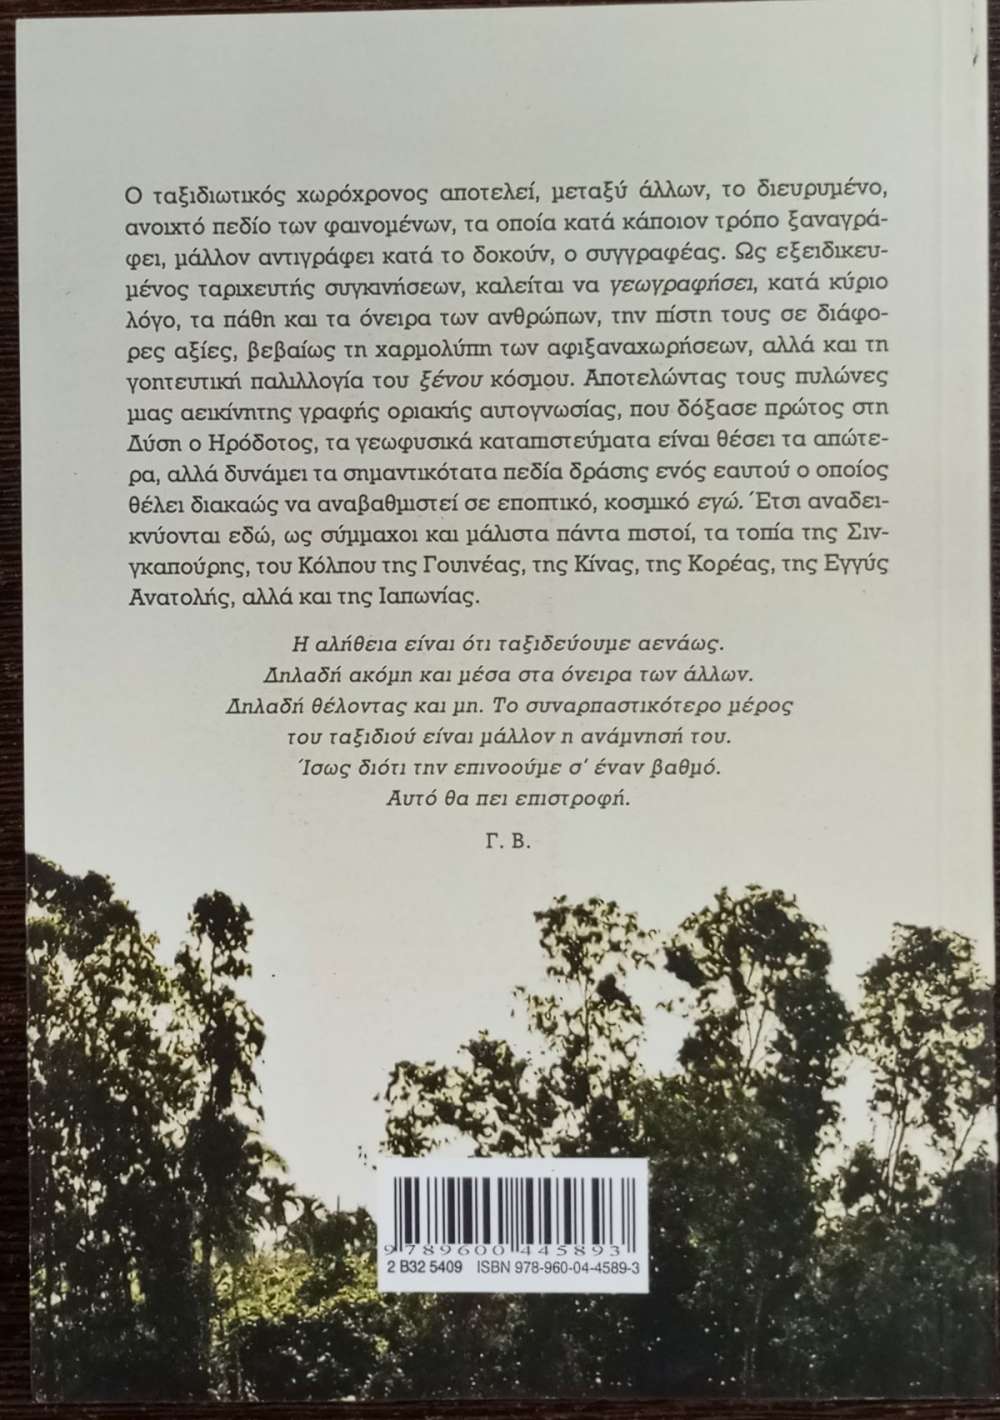 Ο ταξιδιωτικός χωρόχρονος αποτελεί, μεταξύ άλλων, το διευρυμένο,
ανοιχτό πεδίο των φαινομένων, τα οποία κατά κάποιον τρόπο ξαναγρά-
φει, μάλλον αντιγράφει κατά το δοκούν, ο συγγραφέας. Ως εξειδικευ-
μένος ταριχευτής συγκινήσεων, καλείται να γεωγραφήσει, κατά κύριο
λόγο, τα πάθη και τα όνειρα των ανθρώπων, την πίστη τους σε διάφο-
ρες αξίες, βεβαίως τη χαρμολύπη των αφιξαναχωρήσεων, αλλά και τη
γοητευτική παλιλλογία του ξένου κόσμου. Αποτελώντας τους πυλώνες
μιας αεικίνητης γραφής οριακής αυτογνωσίας, που δόξασε πρώτος στη
Δύση ο Ηρόδοτος, τα γεωφυσικά καταπιστεύματα είναι θέσει τα απώτε-
ρα, αλλά δυνάμει τα σημαντικότατα πεδία δράσης ενός εαυτού ο οποίος
θέλει διακαώς να αναβαθμιστεί σε εποπτικό, κοσμικό εγώ. Έτσι αναδει-
κνύονται εδώ, ως σύμμαχοι και μάλιστα πάντα πιστοί, τα τοπία της Σιν-
γκαπούρης, του Κόλπου της Γουινέας, της Κίνας, της Κορέας, της Εγγύς
Ανατολής, αλλά και της Ιαπωνίας.
Η αλήθεια είναι ότι ταξιδεύουμε αενάως.
Δηλαδή ακόμη και μέσα στα όνειρα των άλλων.
Δηλαδή θέλοντας και μη. Το συναρπαστικότερο μέρος
του ταξιδιού είναι μάλλον η ανάμνησή του.
Ίσως διότι την επινοούμε σ' έναν βαθμό.
Αυτό θα πει επιστροφή.
Γ. Β.
9 789600 445893
2 B32 5409 ISBN 978-960-04-4589-3